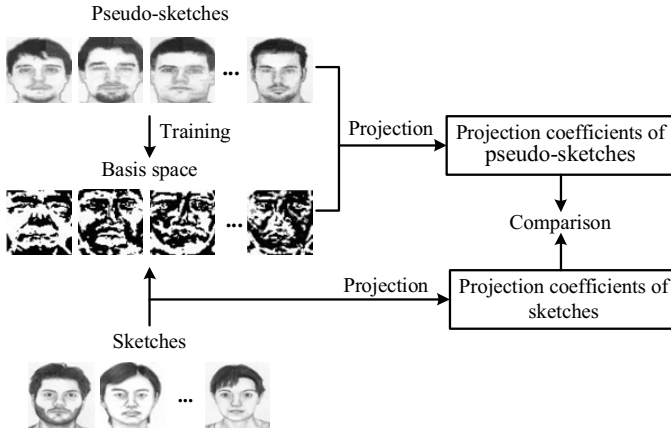 Pseudo-sketches
...
Training
Projection
Projection coefficients of
pseudo-sketches
Basis space
...
Comparison
Projection
Projection coefficients of
sketches
Sketches
...